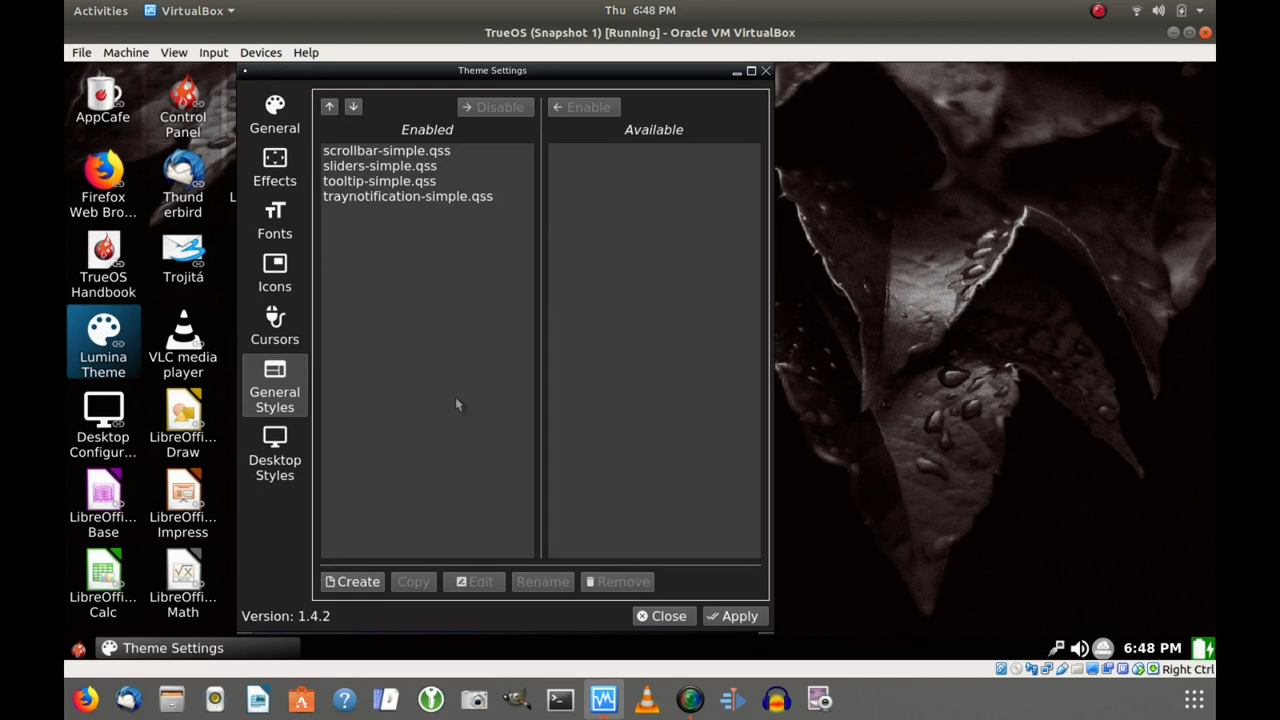 Activities VirtualBox Thu 6:48 PM
TrueOS (Snapshot 1) [Running] - Oracle VM VirtualBox
File Machine View Input Devices Help
Theme Settings
AppCafe
Control
Panel
Firefox
Web Bro...
Thund
erbird
L
TrueOS
Handbook
Trojitá
Lumina
Theme
VLC media
player
Desktop
Configur...
LibreOffi...
Draw
LibreOffi...
Base
LibreOffi...
Impress
LibreOffi...
Calc
LibreOffi...
Math
General
Effects
Fonts
Icons
Cursors
General
Styles
Desktop
Styles
Disable
Enable
Enabled
Available
scrollbar-simple.qss
sliders-simple.qss
tooltip-simple.qss
traynotification-simple.qss
Create Copy Edit Rename Remove
Version: 1.4.2
Close Apply
Theme Settings
6:48 PM
Right Ctrl